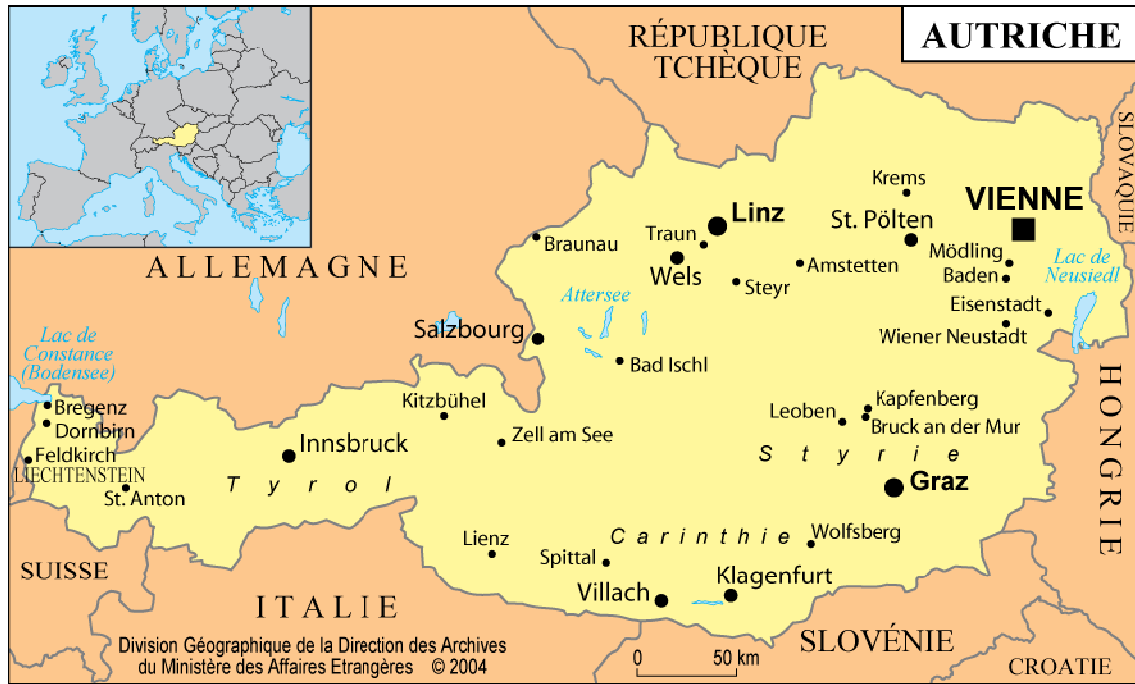 AUTRICHE
RÉPUBLIQUE
TCHÈQUE
SLOVAQUIE
ALLEMAGNE
Krems
VIENNE
Linz
St. Pölten
Traun
Braunau
Wels
Amstetten
Mödling
Baden
Lac de
Neusiedl
Steyr
Attersee
Eisenstadt
Salzbourg
Wiener Neustadt
Lac de
Constance
(Bodensee)
Bad Ischl
HONGRIE
Bregenz
Dornbirn
Kitzbühel
Kapfenberg
Leoben
Bruck an der Mur
Innsbruck
Zell am See
Feldkirch
LIECHTENSTEIN
Styrie
St. Anton
Tyrol
Graz
Lienz
Carinthie
Wolfsberg
Spittal
SUISSE
Villach
Klagenfurt
ITALIE
SLOVÉNIE
CROATIE
Division Géographique de la Direction des Archives
du Ministère des Affaires Etrangères © 2004
0 50 km